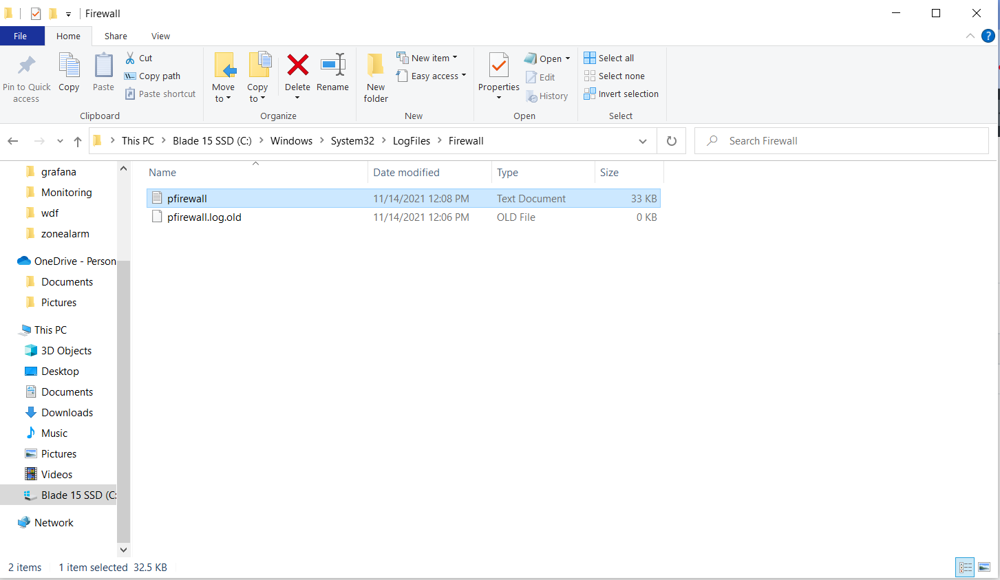 Firewall
File Home Share View
Pin to Quick access
Copy
Paste
Cut
Copy path
Paste shortcut
Clipboard
Move to
Copy to
Delete
Rename
Organize
New folder
New item
Easy access
New
Properties
Open
Edit
History
Open
Select all
Select none
Invert selection
Select
This PC Blade 15 SSD (C:) Windows System32 LogFiles Firewall
Search Firewall
grafana
Monitoring
wdf
zonealarm
OneDrive - Person
Documents
Pictures
This PC
3D Objects
Desktop
Documents
Downloads
Music
Pictures
Videos
Blade 15 SSD (C:
Network
Name Date modified Type Size
pfirewall 11/14/2021 12:08 PM Text Document 33 KB
pfirewall.log.old 11/14/2021 12:06 PM OLD File 0 KB
2 items 1 item selected 32.5 KB